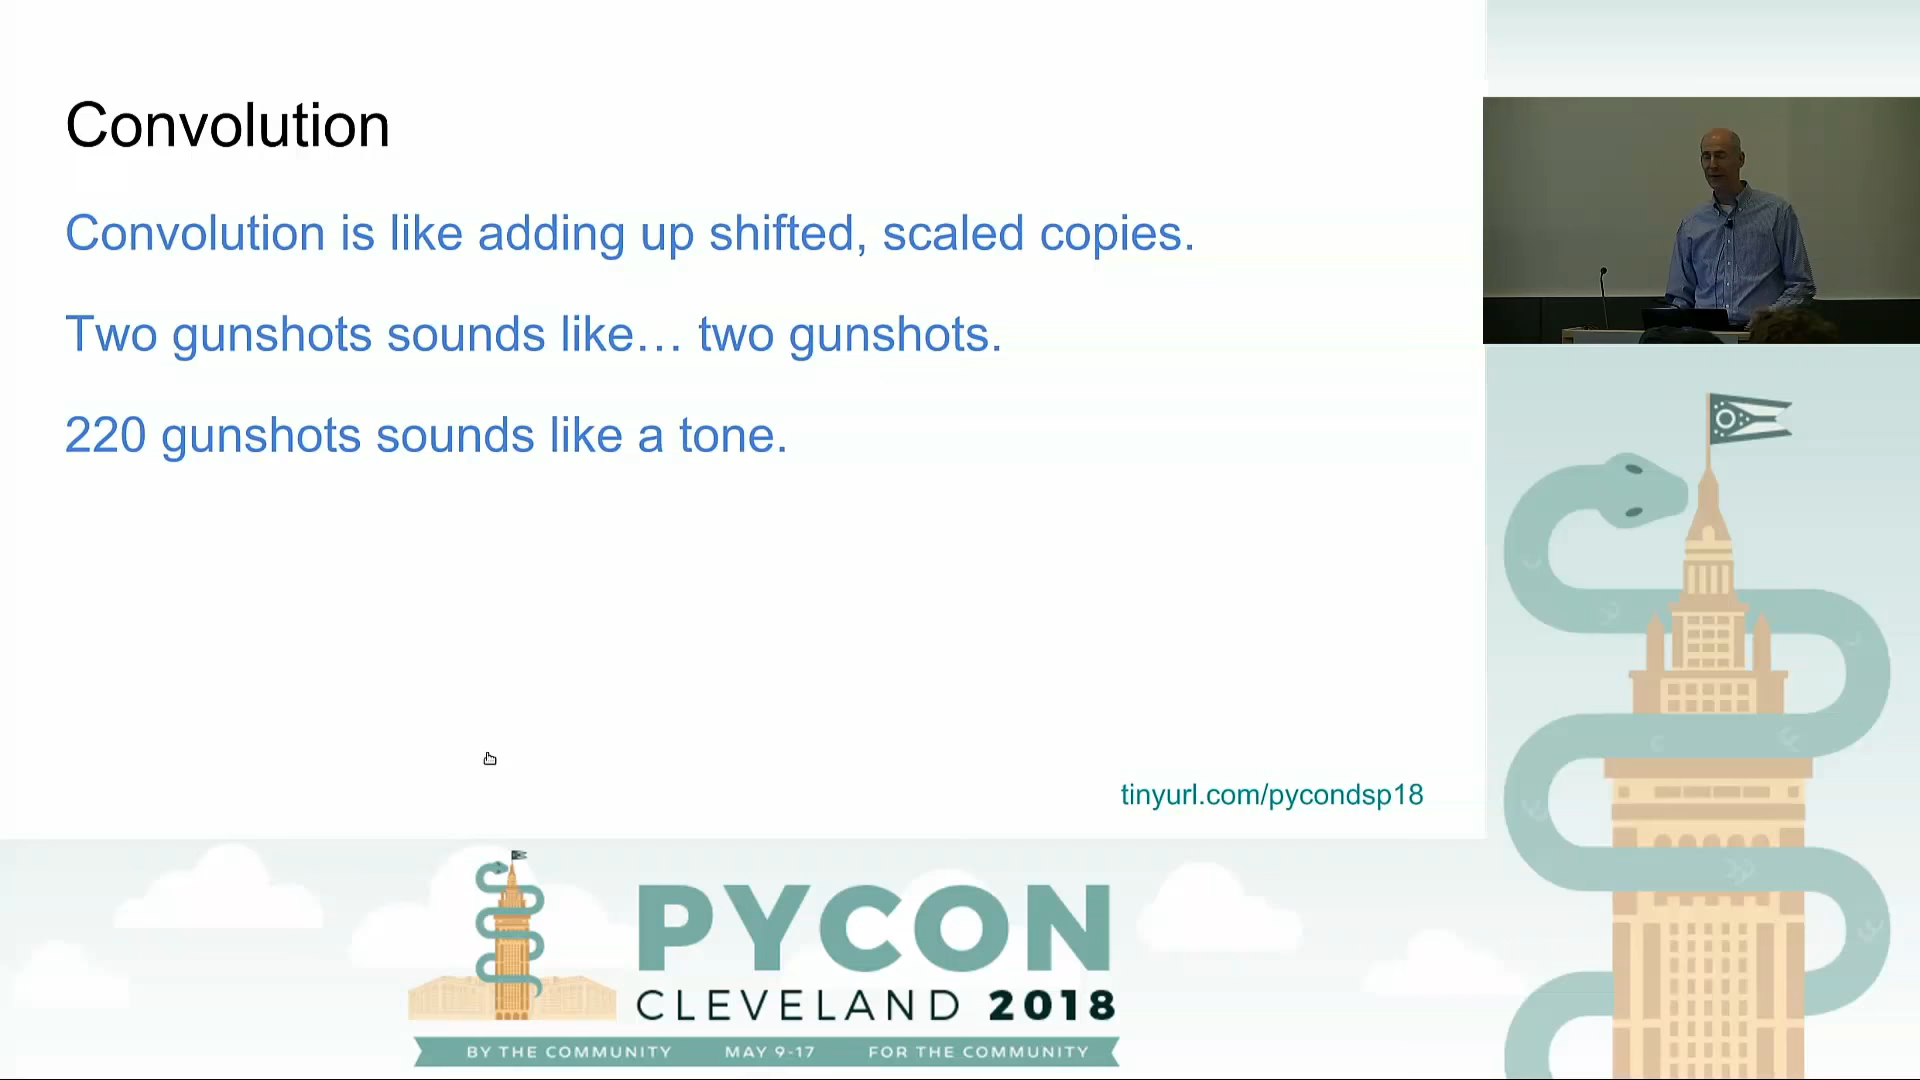 Convolution
Convolution is like adding up shifted, scaled copies.
Two gunshots sounds like… two gunshots.
220 gunshots sounds like a tone.
tinyurl.com/pycondsp18
PYCON
CLEVELAND 2018
BY THE COMMUNITY MAY 9-17 FOR THE COMMUNITY